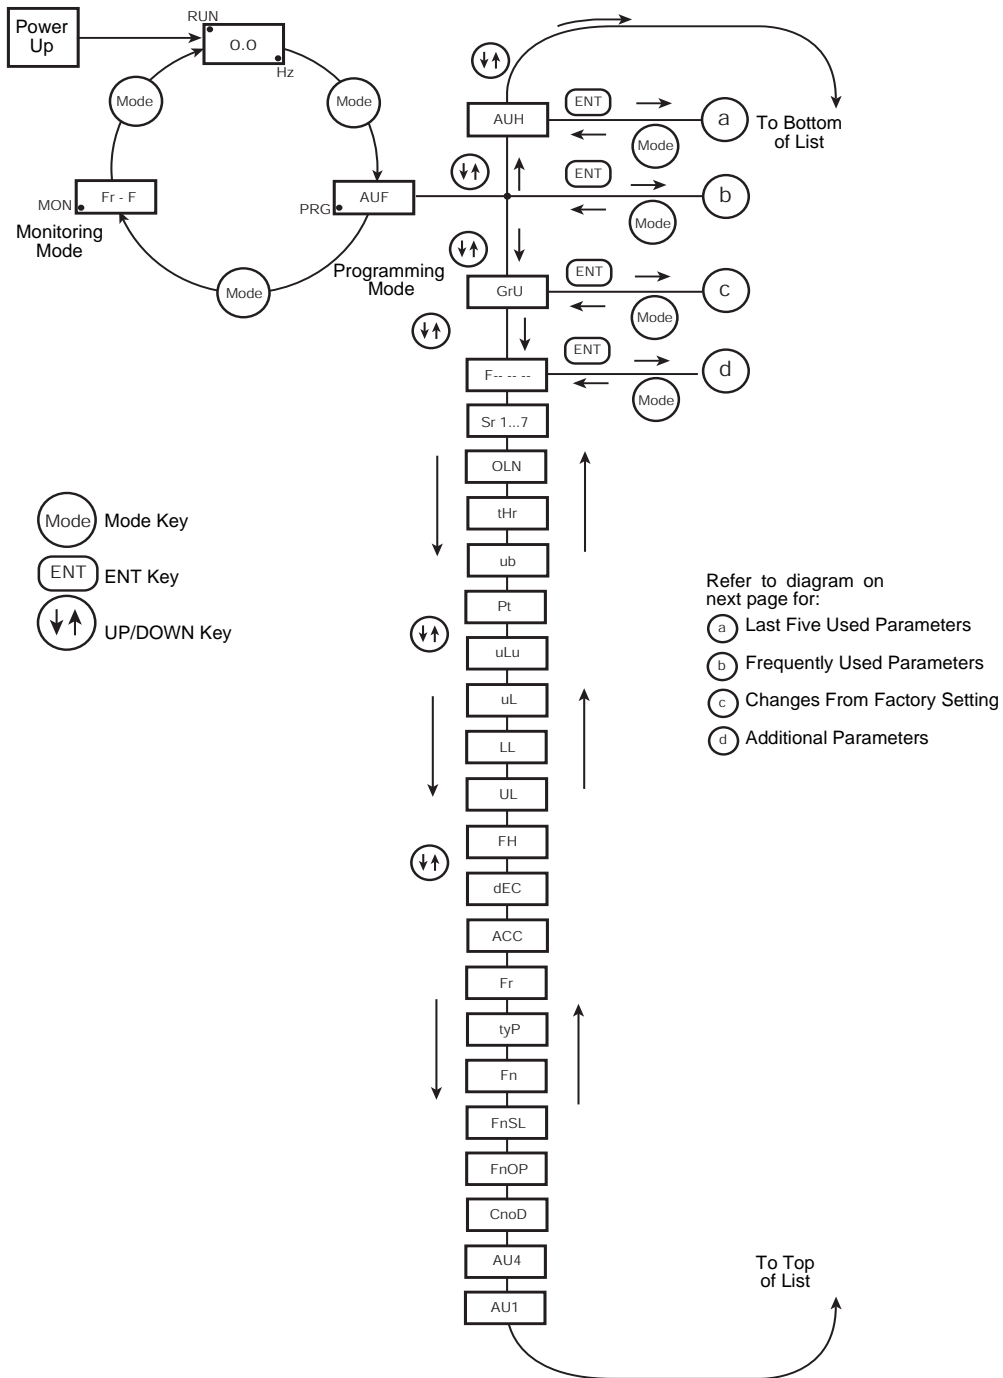 Power
Up
RUN
0.0
Hz
Mode
Mode
MON
Fr - F
Monitoring
Mode
PRG
AUF
Programming
Mode
Mode
AUH
ENT
Mode
a
To Bottom
of List
ENT
Mode
b
GrU
ENT
Mode
c
F-- -- --
ENT
Mode
d
Sr 1...7
OLN
tHr
ub
Pt
uLu
uL
LL
UL
FH
dEC
ACC
Fr
tyP
Fn
FnSL
FnOP
CnoD
AU4
AU1
Mode Mode Key
ENT ENT Key
UP/DOWN Key
Refer to diagram on
next page for:
a Last Five Used Parameters
b Frequently Used Parameters
c Changes From Factory Setting
d Additional Parameters
To Top
of List